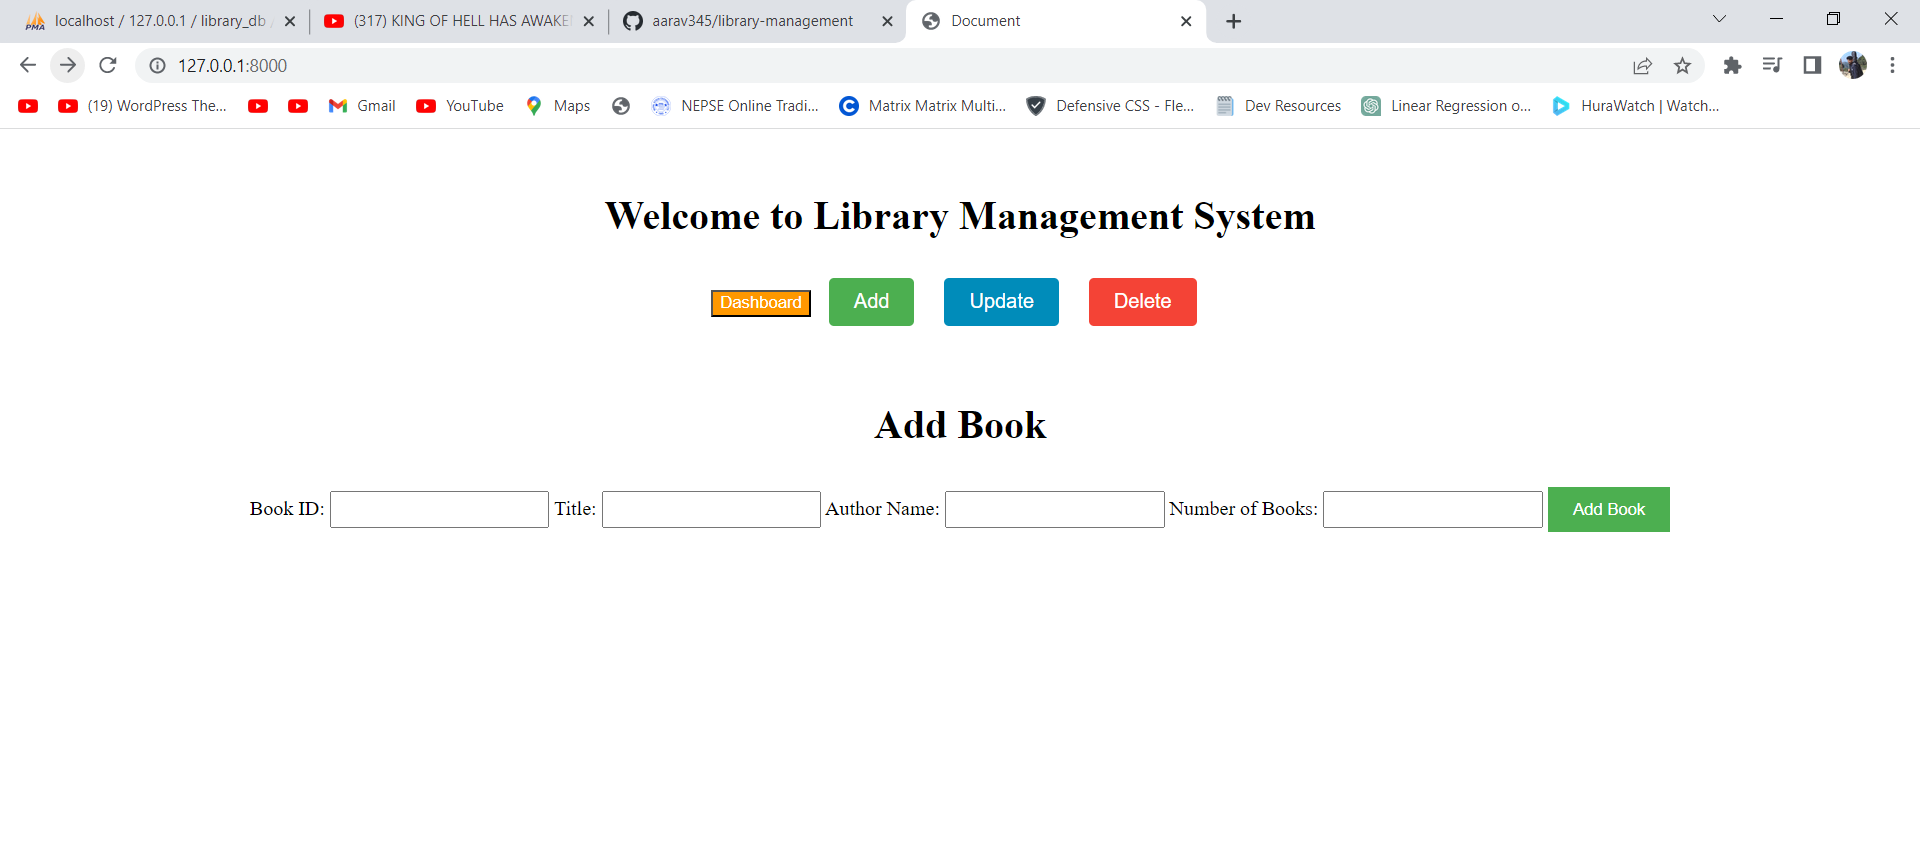 PMA localhost / 127.0.0.1 / library_db / (317) KING OF HELL HAS AWAKE aarav345/library-management Document
127.0.0.1:8000
(19) WordPress The... Gmail YouTube Maps NEPSE Online Tradi... Matrix Matrix Multi... Defensive CSS - Fle... Dev Resources Linear Regression o... HuraWatch | Watch...
Welcome to Library Management System
Dashboard Add Update Delete
Add Book
Book ID: Title: Author Name: Number of Books: Add Book